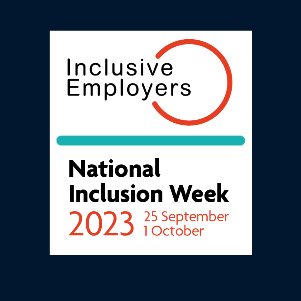 Inclusive
Employers
National
Inclusion Week
2023 25 September
1 October